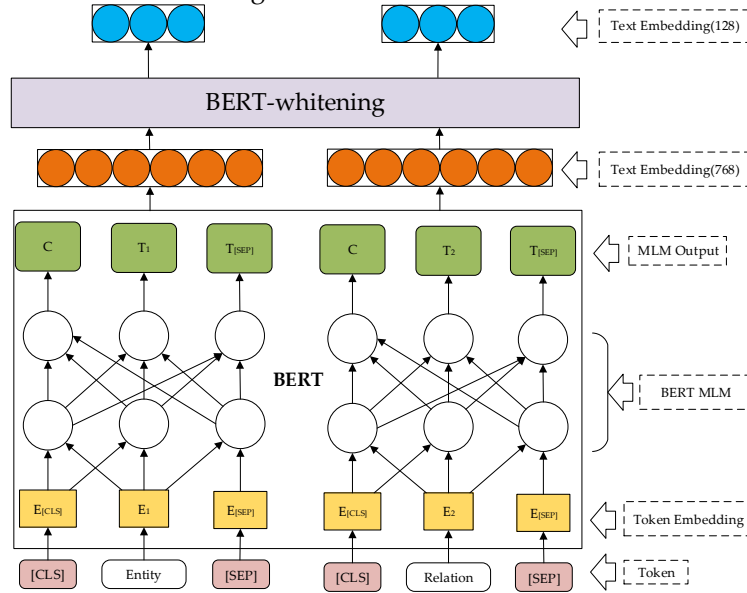 Text Embedding(128)
BERT-whitening
Text Embedding(768)
C T1 T[SEP] C T2 T[SEP] MLM Output
BERT
BERT MLM
E[CLS] E1 E[SEP] E[CLS] E2 E[SEP] Token Embedding
[CLS] Entity [SEP] [CLS] Relation [SEP] Token